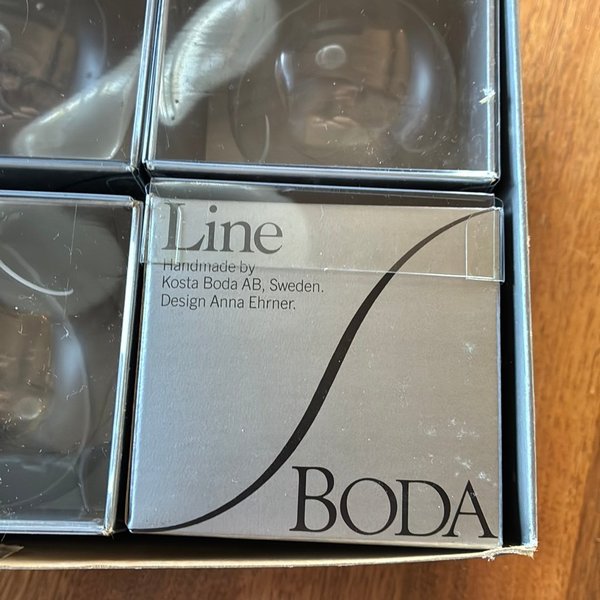 Line
Handmade by
Kosta Boda AB, Sweden.
Design Anna Ehrner.
BODA